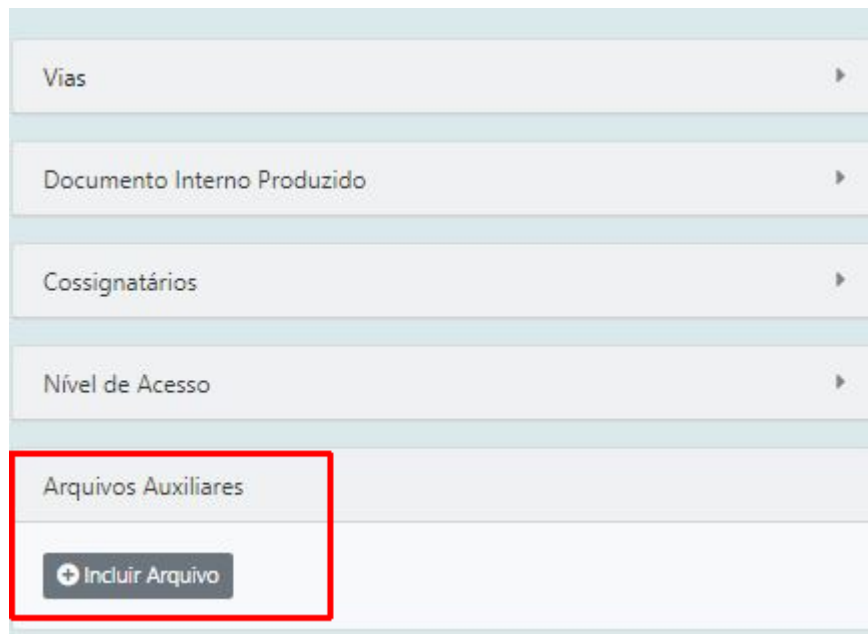 Vias
Documento Interno Produzido
Cossignatários
Nível de Acesso
Arquivos Auxiliares
Incluir Arquivo